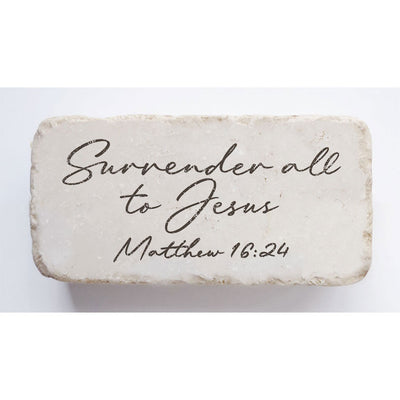 Surrender all
to Jesus
Matthew 16:24